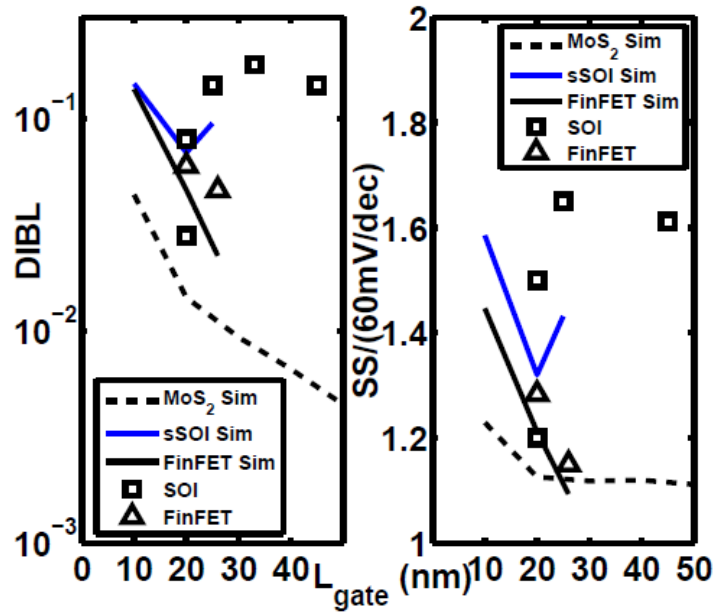 DIBL
10⁻¹
10⁻²
10⁻³
0
10
20
30
40
MoS₂ Sim
sSOI Sim
FinFET Sim
SOI
FinFET
L_gate (nm)
SS/(60mV/dec)
2
1.8
1.6
1.4
1.2
1
10
20
30
40
50
MoS₂ Sim
sSOI Sim
FinFET Sim
SOI
FinFET